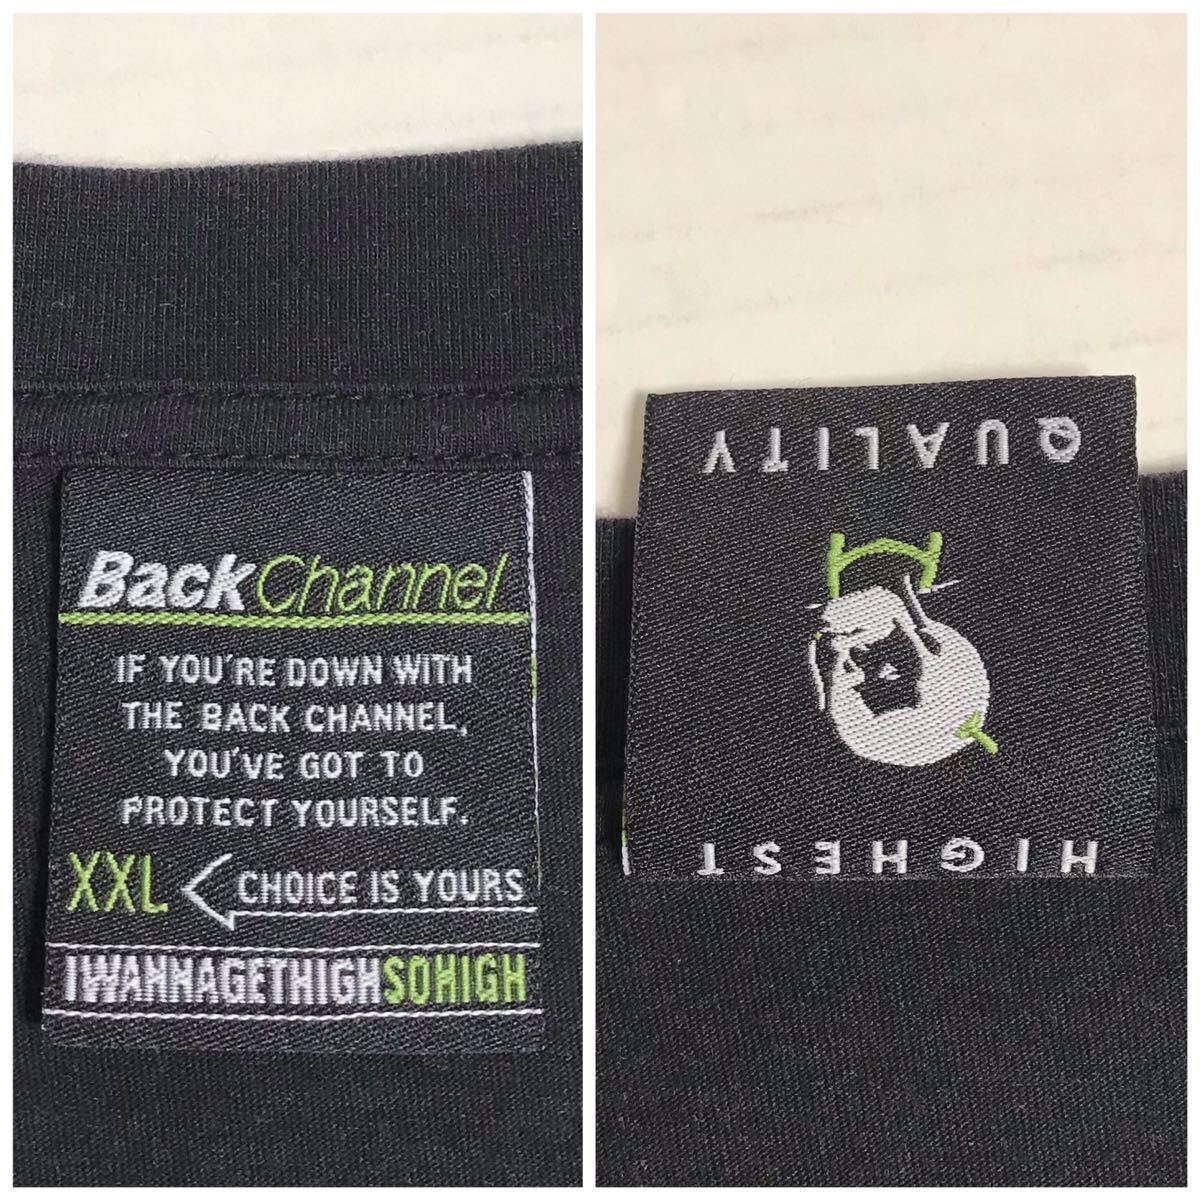 Back Channel
IF YOU'RE DOWN WITH
THE BACK CHANNEL,
YOU'VE GOT TO
PROTECT YOURSELF.
XXL CHOICE IS YOURS
IWANNAGETHIGHSOHIGH
HIGHEST
QUALITY